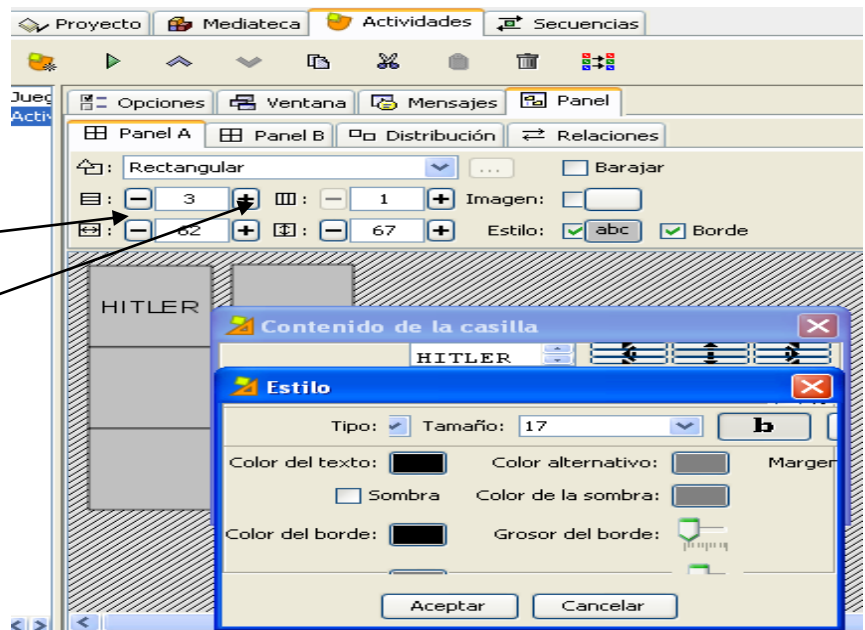 Proyecto Mediateca Actividades Secuencias
Jueg Opciones Ventana Mensajes Panel
Activ Panel A Panel B Distribución Relaciones
: Rectangular ... Barajar
: 3 : 1 Imagen:
: 62 : 67 Estilo: abc Borde
HITLER
Contenido de la casilla
HITLER
Estilo
Tipo: Tamaño: 17 b
Color del texto: Color alternativo: Margen
Sombra Color de la sombra:
Color del borde: Grosor del borde:
Aceptar Cancelar